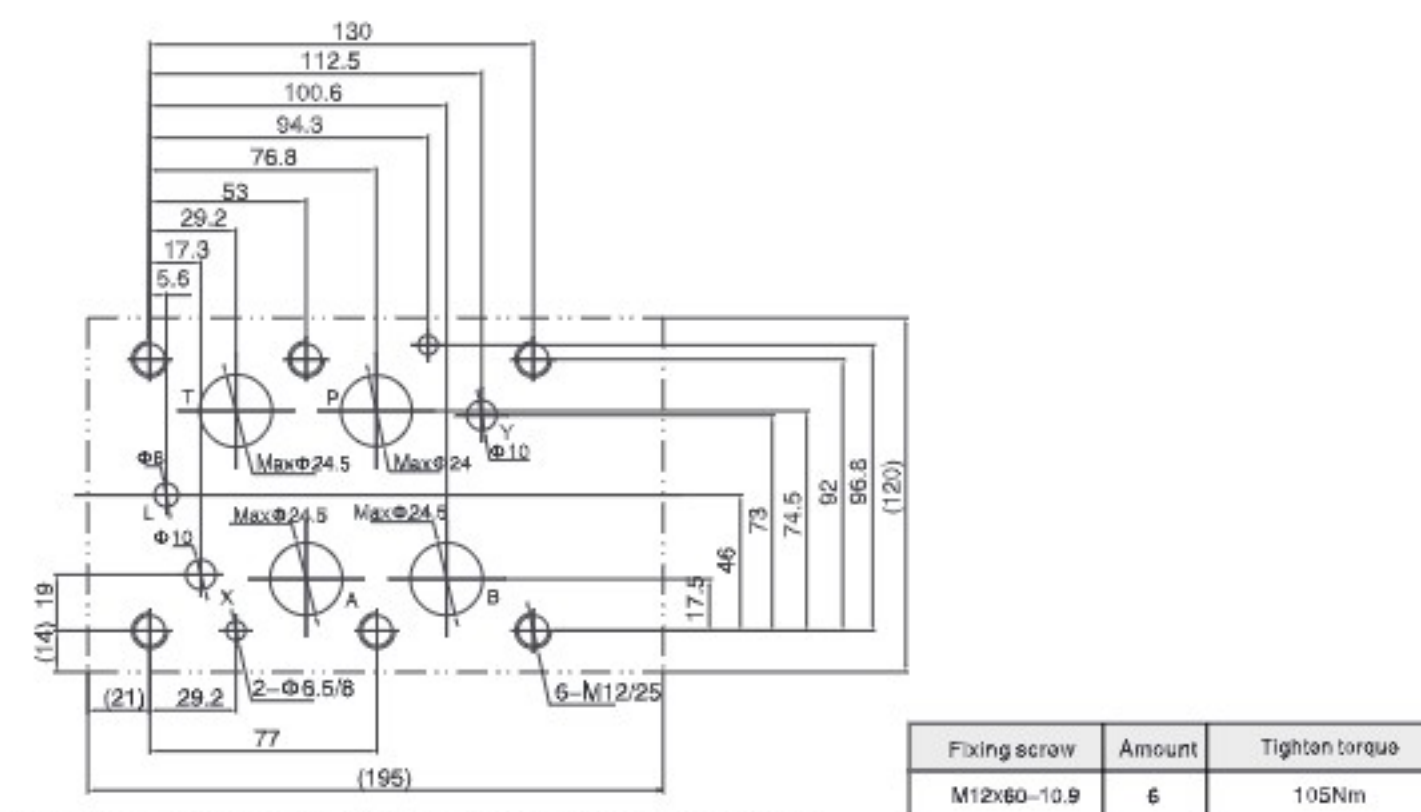 130
112.5
100.6
94.3
76.8
53
29.2
17.3
5.6
T
P
Y
Φ10
MaxΦ24.5
MaxΦ24
L
MaxΦ24.5
MaxΦ24.5
Φ10
X
A
B
19
(14)
17.5
46
73
74.5
92
96.8
(120)
(21)
29.2
2-Φ6.5/8
6-M12/25
77
(195)
Fixing screw Amount Tighten torque
M12x60-10.9 6 105Nm